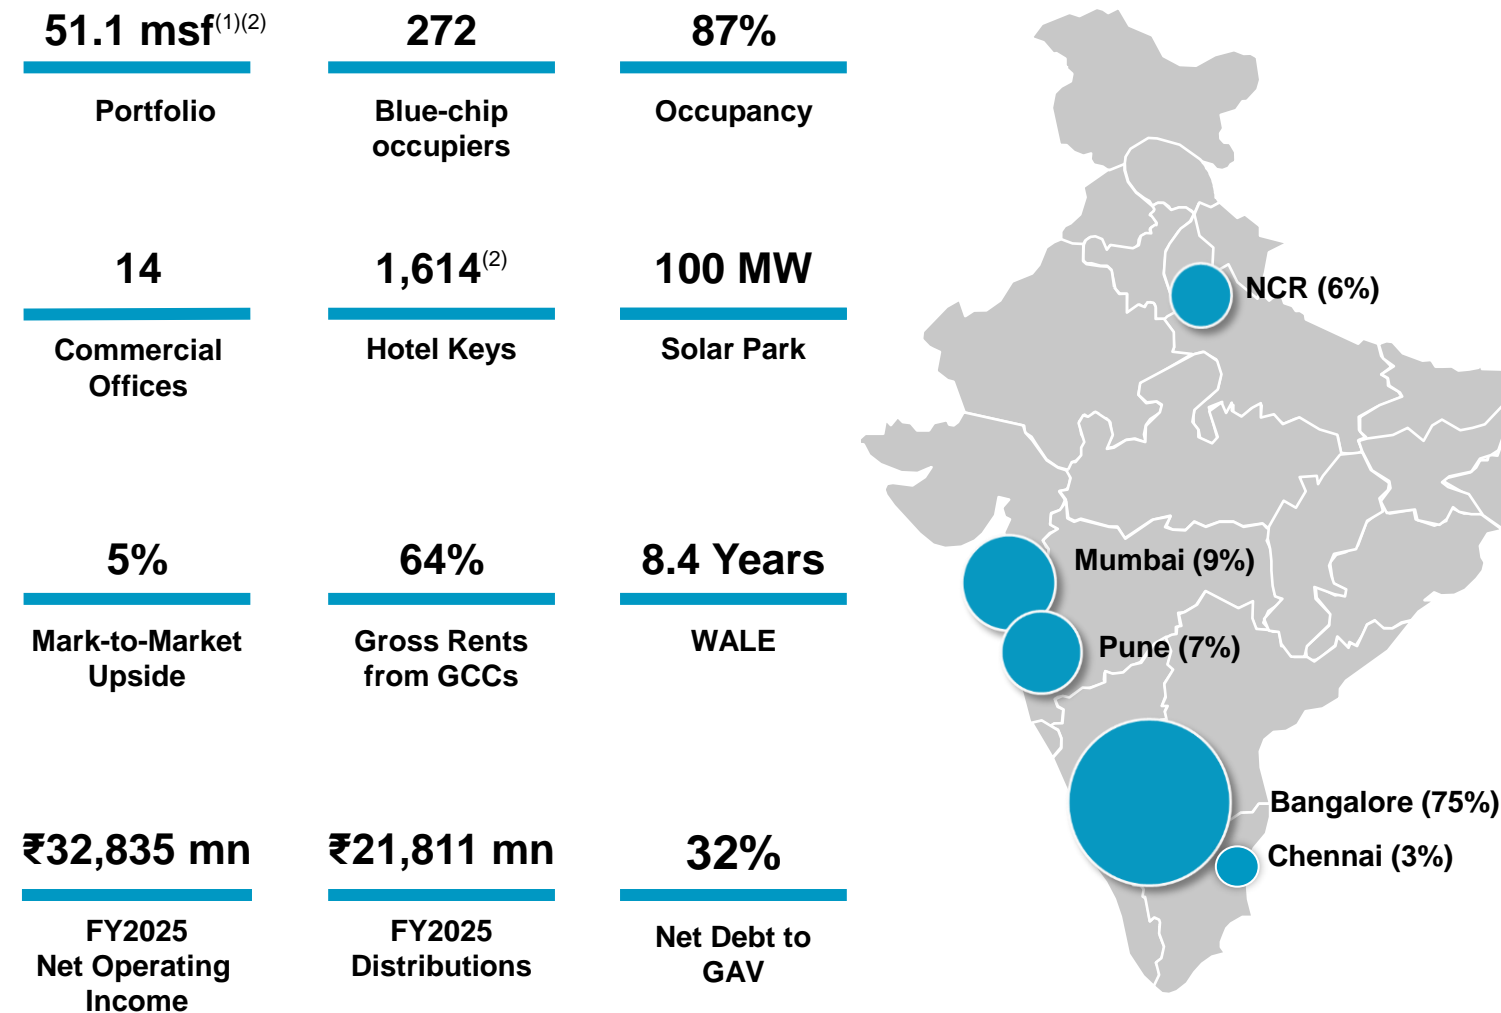 51.1 msf(1)(2)
Portfolio
272
Blue-chip
occupiers
87%
Occupancy
14
Commercial
Offices
1,614(2)
Hotel Keys
100 MW
Solar Park
5%
Mark-to-Market
Upside
64%
Gross Rents
from GCCs
8.4 Years
WALE
₹32,835 mn
FY2025
Net Operating
Income
₹21,811 mn
FY2025
Distributions
32%
Net Debt to
GAV
NCR (6%)
Mumbai (9%)
Pune (7%)
Bangalore (75%)
Chennai (3%)